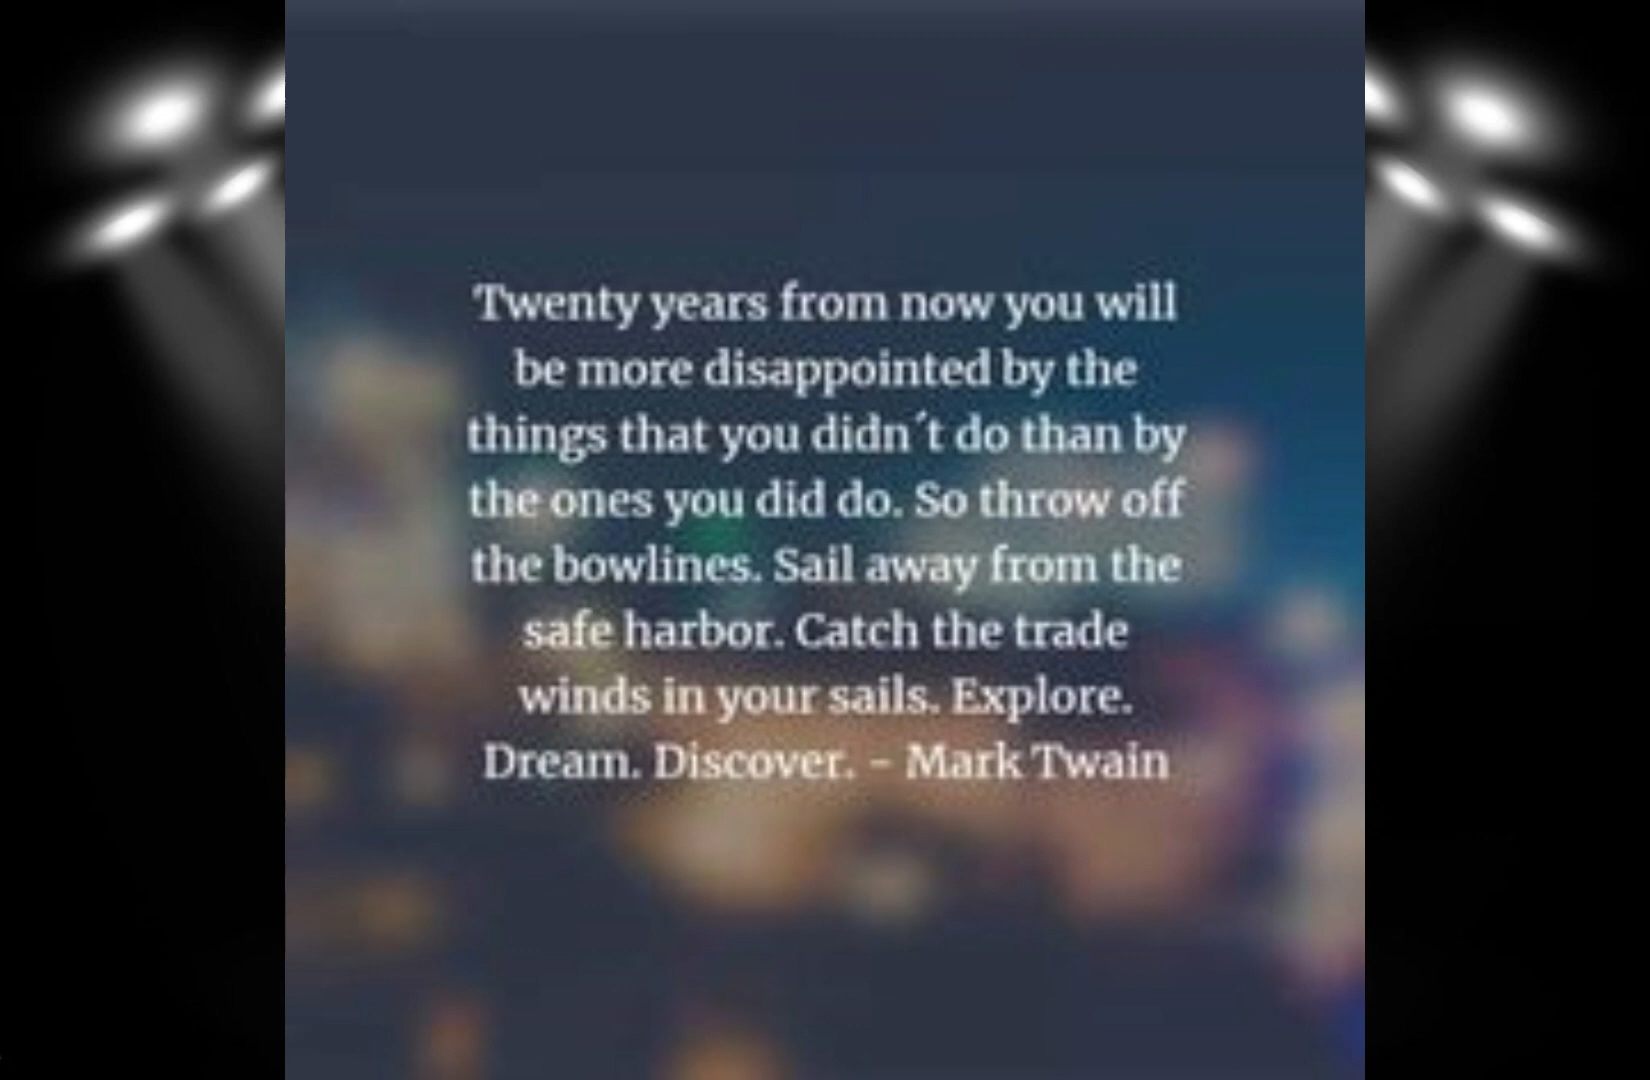 Twenty years from now you will
be more disappointed by the
things that you didn´t do than by
the ones you did do. So throw off
the bowlines. Sail away from the
safe harbor. Catch the trade
winds in your sails. Explore.
Dream. Discover. - Mark Twain